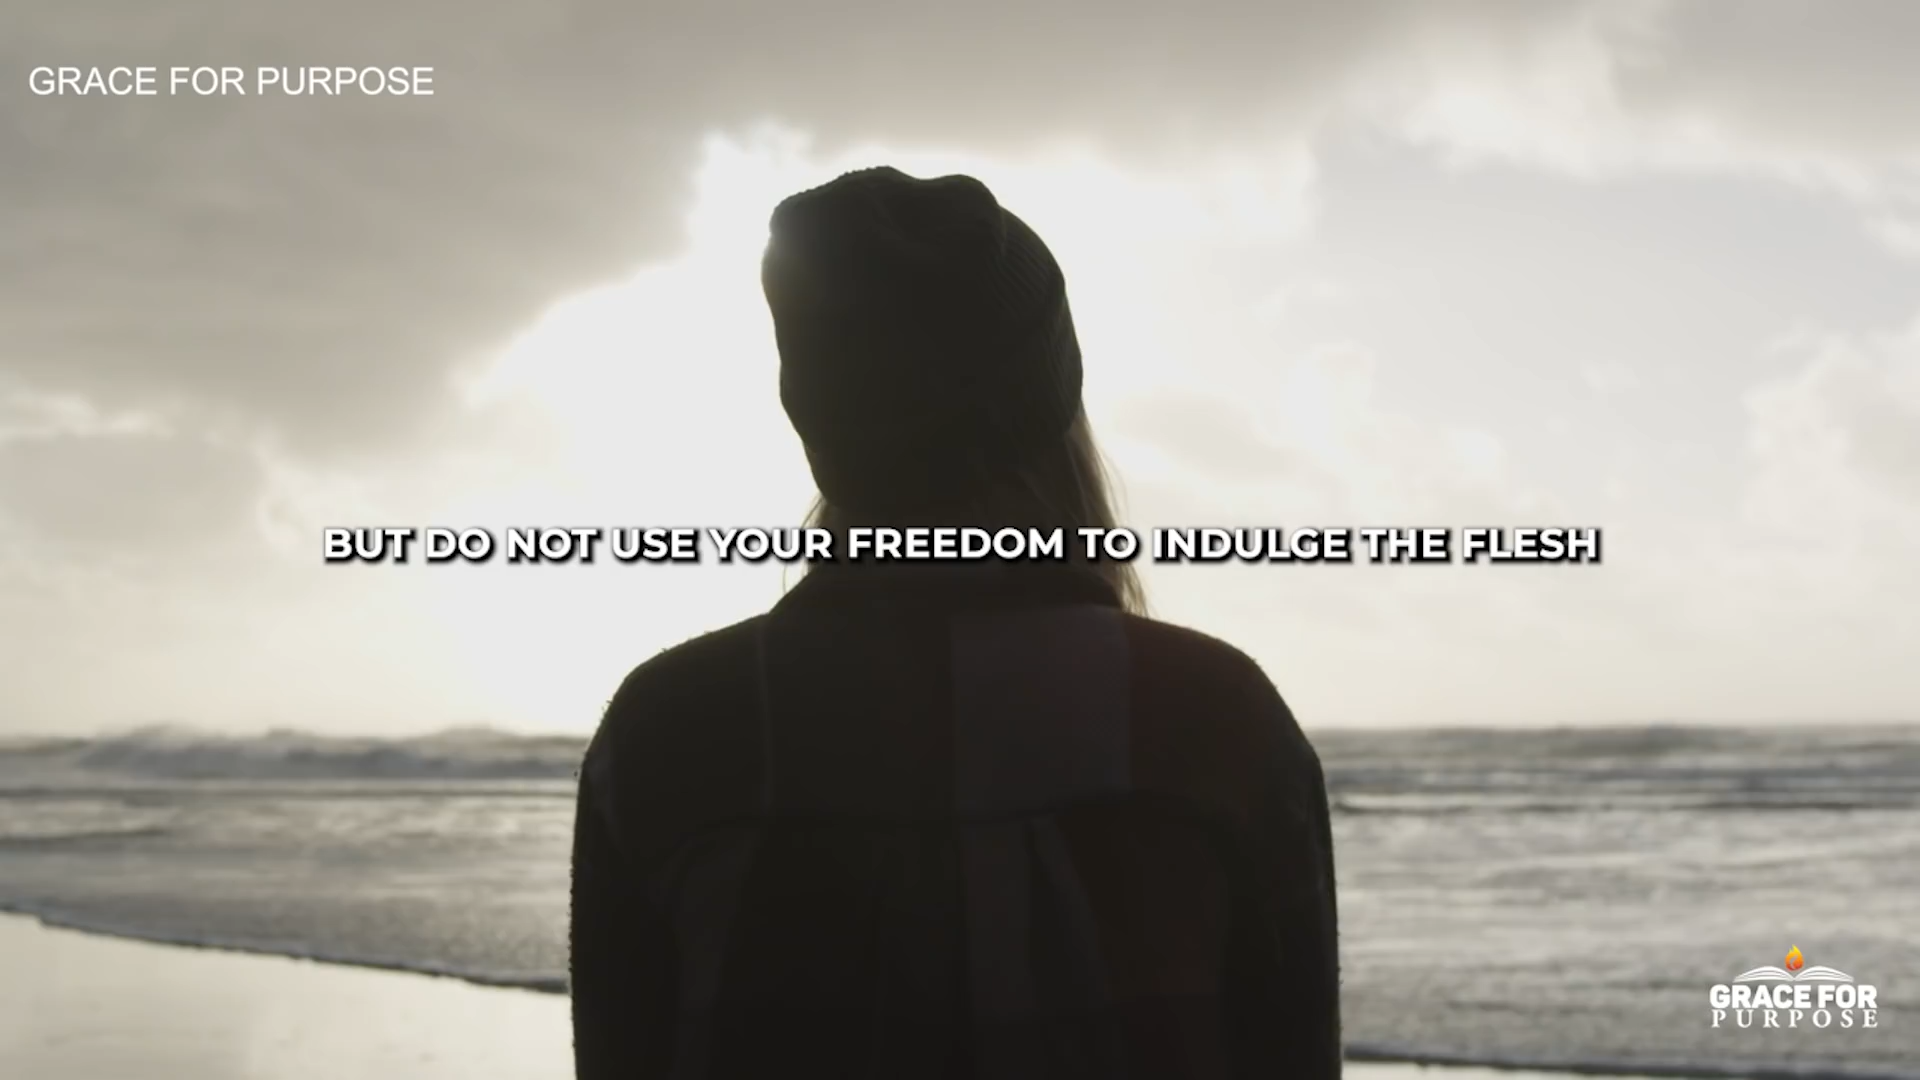 GRACE FOR PURPOSE
BUT DO NOT USE YOUR FREEDOM TO INDULGE THE FLESH
GRACE FOR
PURPOSE